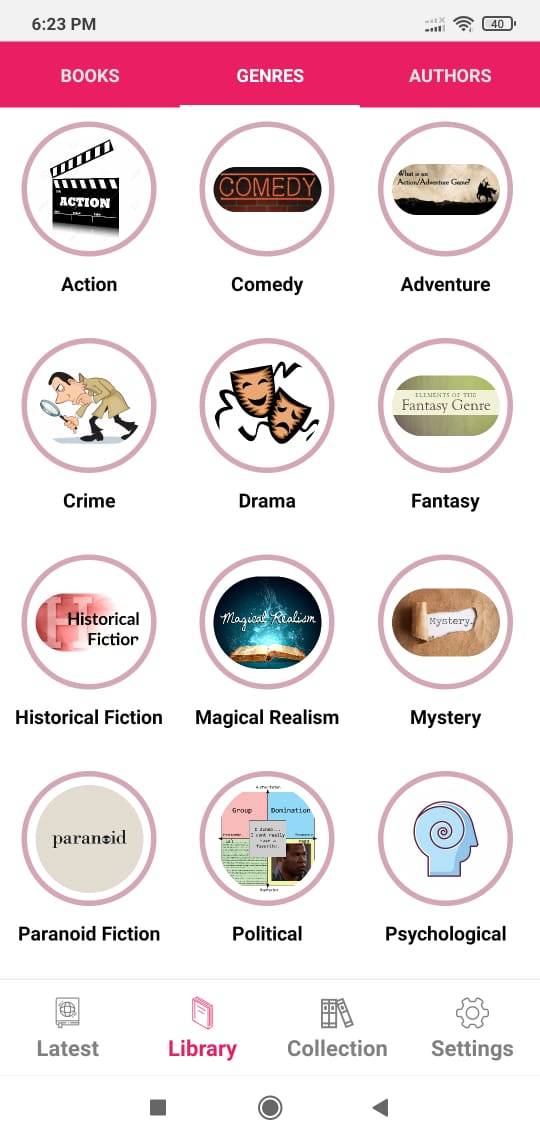 6:23 PM
40
BOOKS GENRES AUTHORS
ACTION
COMEDY
What is an
Action/Adventure Game?
Action Comedy Adventure
ELEMENTS OF THE
Fantasy Genre
Crime Drama Fantasy
H
Historical
Fiction
Magical Realism
Mystery.
Historical Fiction Magical Realism Mystery
paranoid
Group Domination
Paranoid Fiction Political Psychological
Latest Library Collection Settings